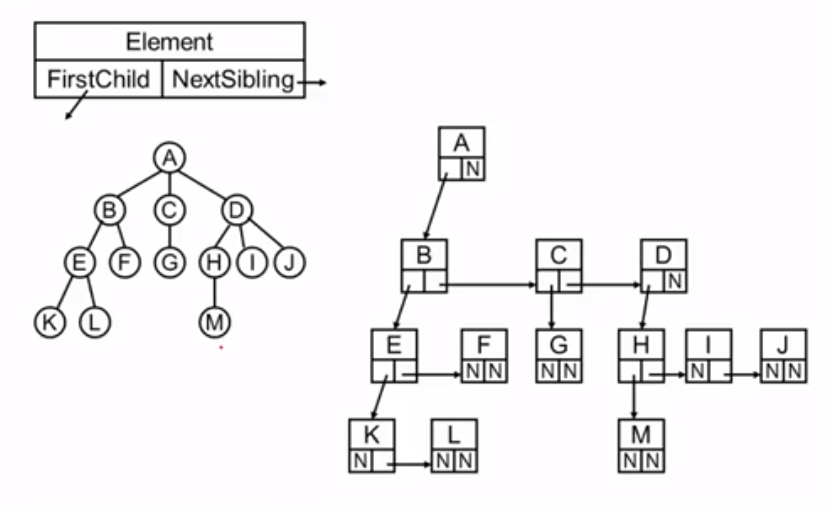 Element
FirstChild NextSibling
A
B C D
E F G H I J
K L M
A
N
B C D
N
E F G H I J
N N N N N N N
K L M
N N N N N